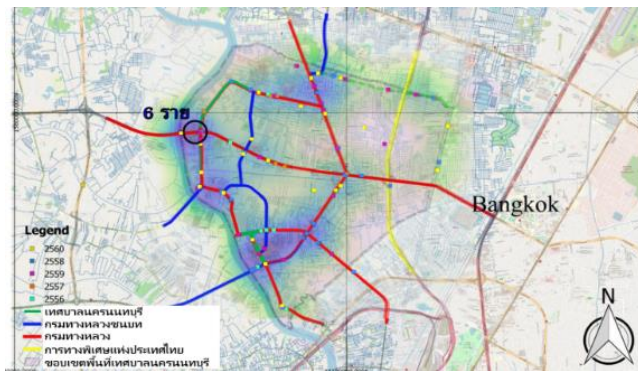 6 ราย
Bangkok
Legend
2560
2558
2559
2557
2556
เทศบาลนครนนทบุรี
กรมทางหลวงชนบท
กรมทางหลวง
การทางพิเศษแห่งประเทศไทย
ขอบเขตพื้นที่เทศบาลนครนนทบุรี
N